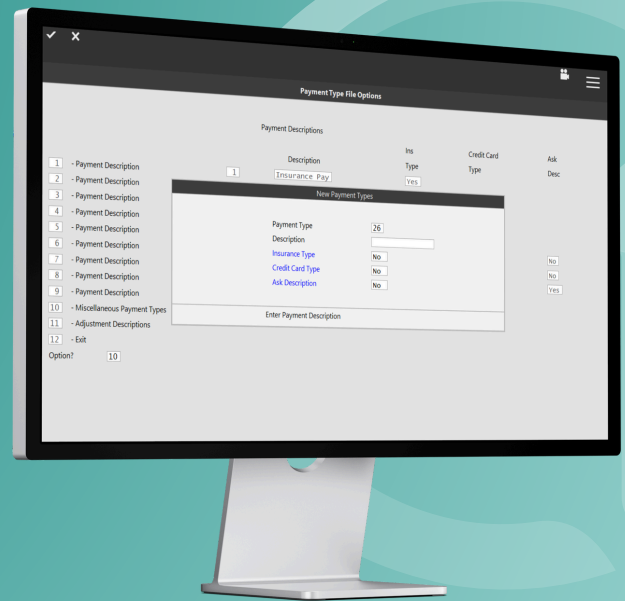 Payment Type File Options
Payment Descriptions
Ins Credit Card Ask
Description Type Type Desc
1 - Payment Description 1 Insurance Pay Yes
2 - Payment Description
New Payment Types
3 - Payment Description
4 - Payment Description
5 - Payment Description
6 - Payment Description
7 - Payment Description
8 - Payment Description
9 - Payment Description
10 - Miscellaneous Payment Types
11 - Adjustment Descriptions
12 - Exit
Option? 10
Payment Type 26
Description
Insurance Type No
Credit Card Type No
Ask Description No
Enter Payment Description
No
No
Yes